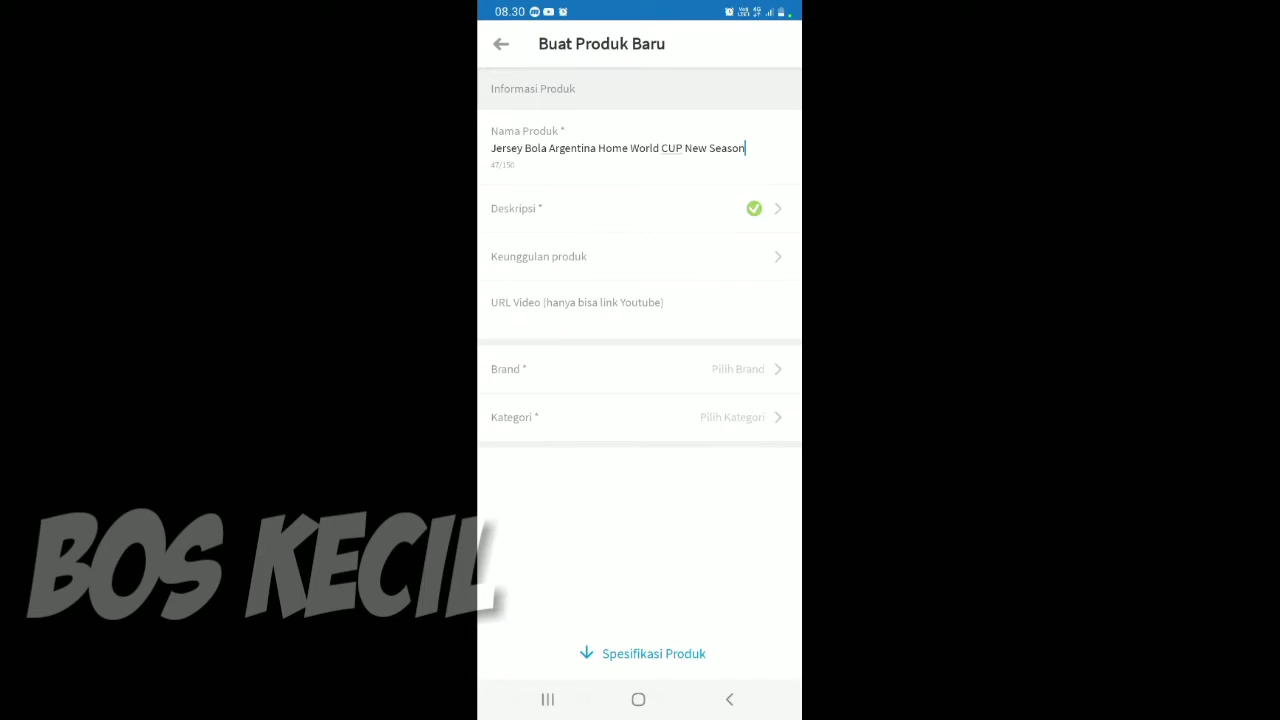 08.30
Buat Produk Baru
Informasi Produk
Nama Produk *
Jersey Bola Argentina Home World CUP New Season
47/150
Deskripsi *
Keunggulan produk
URL Video (hanya bisa link Youtube)
Brand *
Pilih Brand
Kategori *
Pilih Kategori
BOS KECIL
Spesifikasi Produk